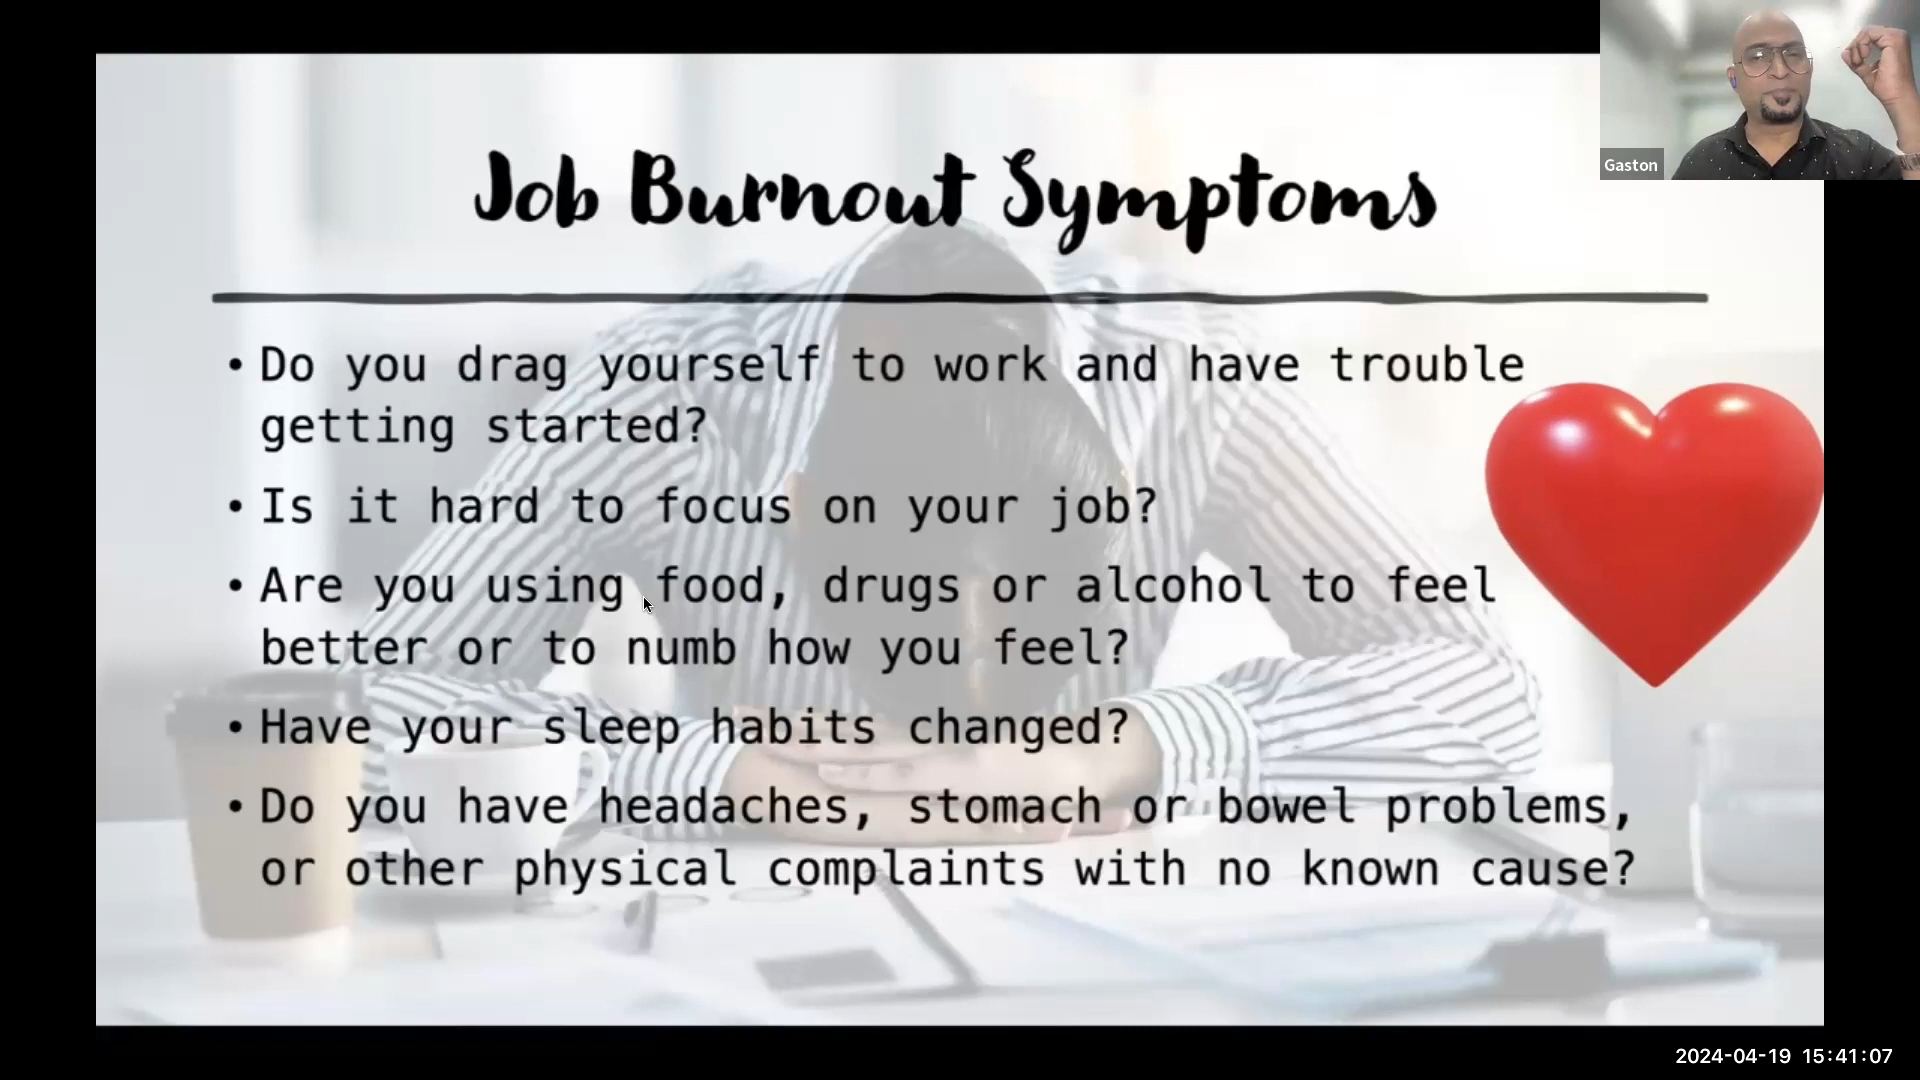 Gaston
Job Burnout Symptoms
• Do you drag yourself to work and have trouble
getting started?
• Is it hard to focus on your job?
• Are you using food, drugs or alcohol to feel
better or to numb how you feel?
• Have your sleep habits changed?
• Do you have headaches, stomach or bowel problems,
or other physical complaints with no known cause?
2024-04-19 15:41:07